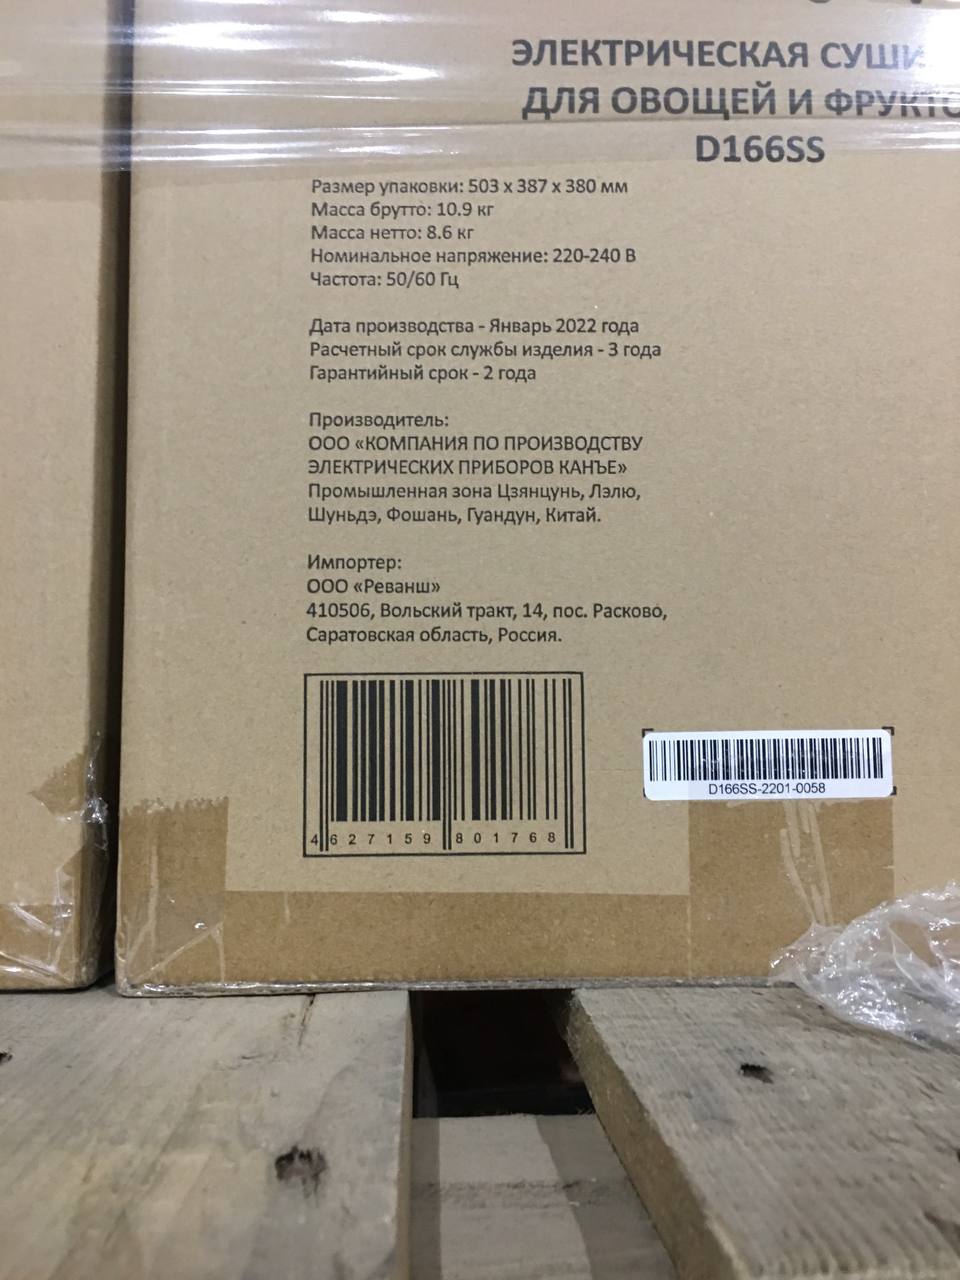 ЭЛЕКТРИЧЕСКАЯ
ДЛЯ ОВОЩЕЙ И
D166SS
Размер упаковки: 503 х 387 х 380 мм
Масса брутто: 10.9 кг
Масса нетто: 8.6 кг
Номинальное напряжение: 220-240 В
Частота: 50/60 Гц
Дата производства - Январь 2022 года
Расчетный срок службы изделия - 3 года
Гарантийный срок - 2 года
Производитель:
ООО «КОМПАНИЯ ПО ПРОИЗВОДСТВУ
ЭЛЕКТРИЧЕСКИХ ПРИБОРОВ КАНЪЕ»
Промышленная зона Цзянцунь, Лэлю,
Шуньдэ, Фошань, Гуандун, Китай.
Импортер:
ООО «Реванш»
410506, Вольский тракт, 14, пос. Расково,
Саратовская область, Россия.
4 627159 801768
D166SS-2201-0058